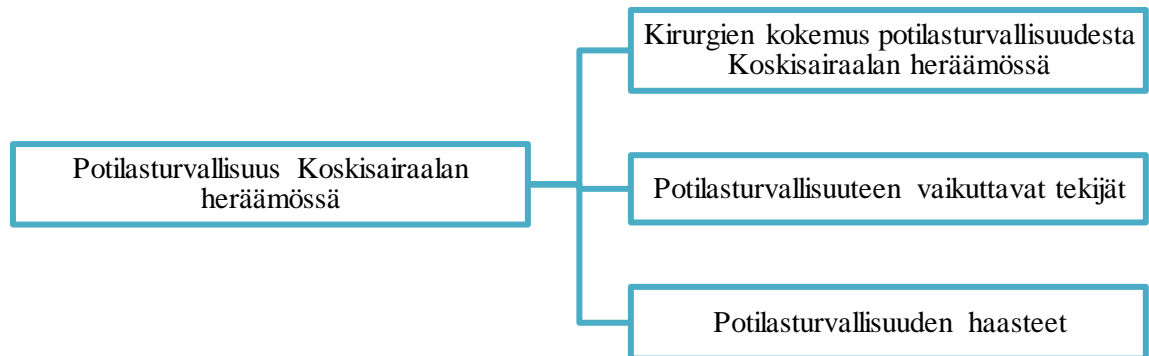 Kirurgien kokemus potilasturvallisuudesta
Koskisairaalan heräämössä
Potilasturvallisuus Koskisairaalan
heräämössä
Potilasturvallisuuteen vaikuttavat tekijät
Potilasturvallisuuden haasteet